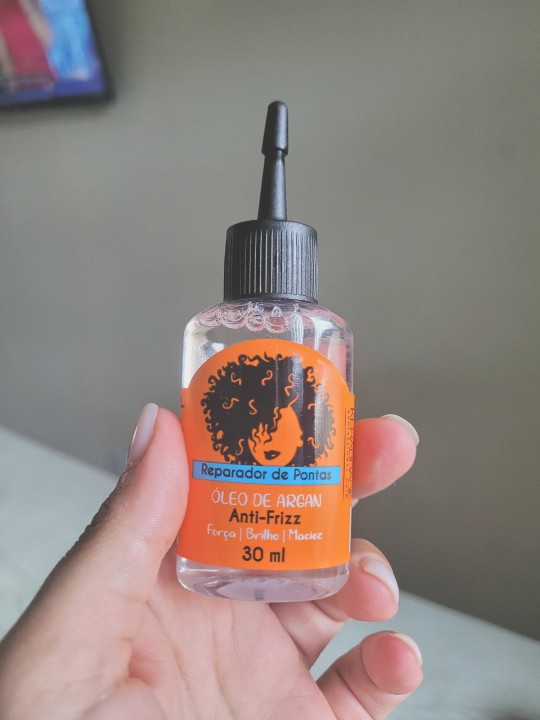 Reparador de Pontas
ÓLEO DE ARGAN
Anti-Frizz
Força | Brilho | Maciez
30 ml